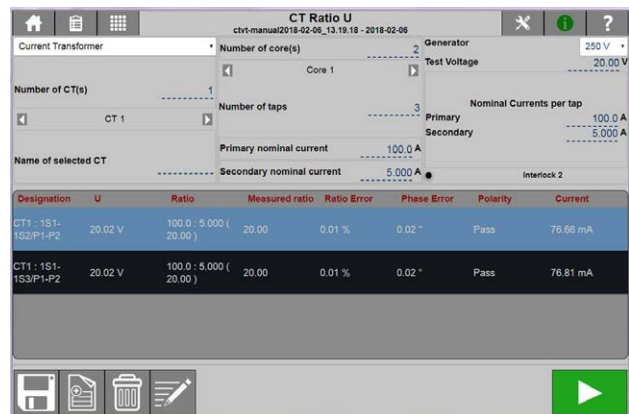 CT Ratio U
ctvt-manual2018-02-06_13.19.18 - 2018-02-06
?
Current Transformer
Number of core(s) 2
Generator 250 V
Core 1
Test Voltage 20.00 V
Number of CT(s) 1
Number of taps 3
Nominal Currents per tap
CT 1
Primary 100.0 A
Secondary 5.000 A
Primary nominal current 100.0 A
Name of selected CT
Secondary nominal current 5.000 A
Interlock 2
Designation U Ratio Measured ratio Ratio Error Phase Error Polarity Current
CT1 : 1S1-
1S2/P1-P2 20.02 V 100.0 : 5.000 (
20.00 ) 20.00 0.01 % 0.02 ° Pass 76.66 mA
CT1 : 1S1-
1S3/P1-P2 20.02 V 100.0 : 5.000 (
20.00 ) 20.00 0.01 % 0.02 ° Pass 76.81 mA